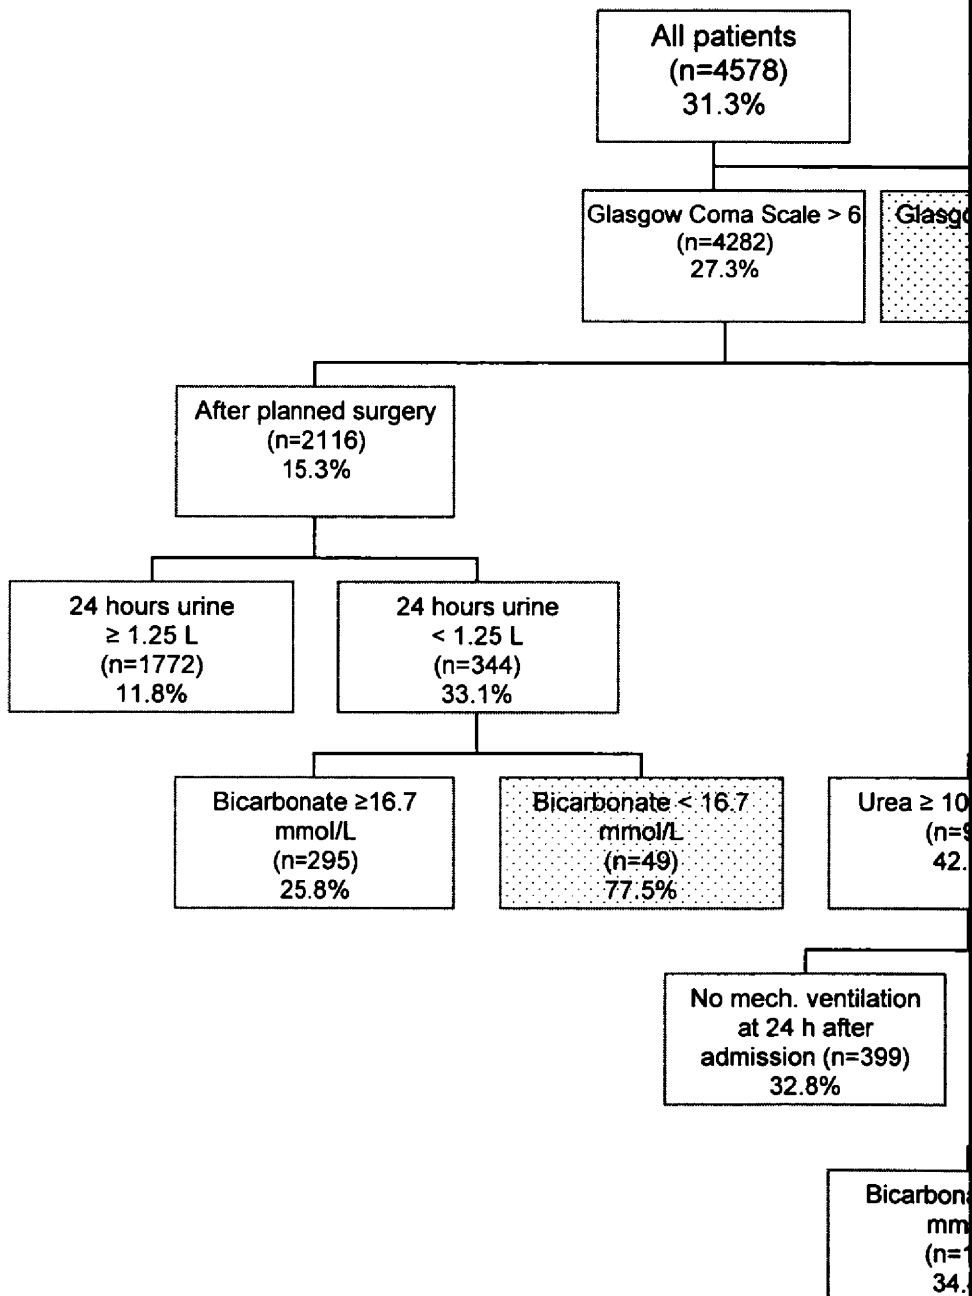 All patients
(n=4578)
31.3%
Glasgow Coma Scale > 6
(n=4282)
27.3%
After planned surgery
(n=2116)
15.3%
24 hours urine
≥ 1.25 L
(n=1772)
11.8%
24 hours urine
< 1.25 L
(n=344)
33.1%
Bicarbonate ≥16.7
mmol/L
(n=295)
25.8%
Bicarbonate < 16.7
mmol/L
(n=49)
77.5%
Urea ≥ 10
(n=
42.
No mech. ventilation
at 24 h after
admission (n=399)
32.8%